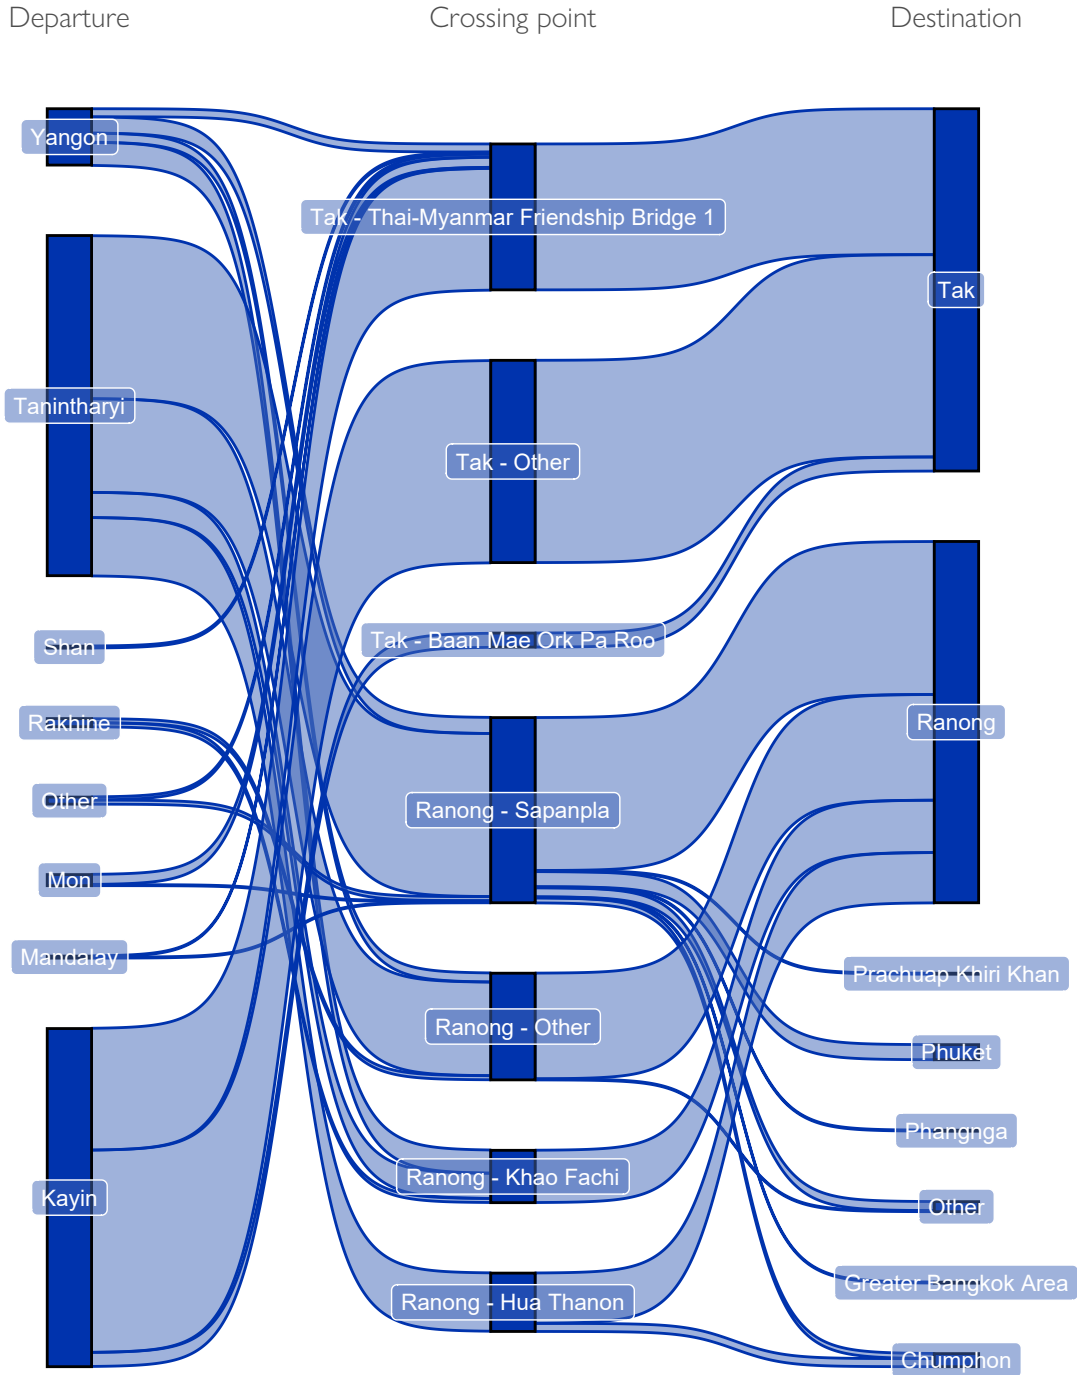 Departure
Crossing point
Destination
Yangon
Tanintharyi
Shan
Rakhine
Other
Mon
Mandalay
Kayin
Tak - Thai-Myanmar Friendship Bridge 1
Tak - Other
Tak - Baan Mae Ork Pa Roo
Ranong - Sapanpla
Ranong - Other
Ranong - Khao Fachi
Ranong - Hua Thanon
Tak
Ranong
Prachuap Khiri Khan
Phuket
Phangnga
Other
Greater Bangkok Area
Chumphon